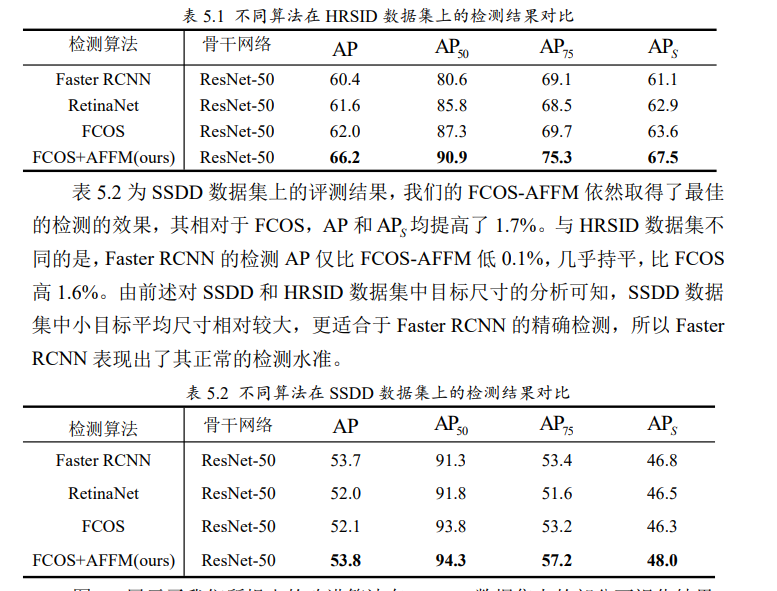 表 5.1 不同算法在 HRSID 数据集上的检测结果对比
检测算法 骨干网络 AP AP50 AP75 APS
Faster RCNN ResNet-50 60.4 80.6 69.1 61.1
RetinaNet ResNet-50 61.6 85.8 68.5 62.9
FCOS ResNet-50 62.0 87.3 69.7 63.6
FCOS+AFFM(ours) ResNet-50 66.2 90.9 75.3 67.5
表 5.2 为 SSDD 数据集上的评测结果，我们的 FCOS-AFFM 依然取得了最佳
的检测的效果，其相对于 FCOS，AP 和 APS均提高了 1.7%。与 HRSID 数据集不
同的是，Faster RCNN 的检测 AP 仅比 FCOS-AFFM 低 0.1%，几乎持平，比 FCOS
高 1.6%。由前述对 SSDD 和 HRSID 数据集中目标尺寸的分析可知，SSDD 数据
集中小目标平均尺寸相对较大，更适合于 Faster RCNN 的精确检测，所以 Faster
RCNN 表现出了其正常的检测水准。
表 5.2 不同算法在 SSDD 数据集上的检测结果对比
检测算法 骨干网络 AP AP50 AP75 APS
Faster RCNN ResNet-50 53.7 91.3 53.4 46.8
RetinaNet ResNet-50 52.0 91.8 51.6 46.5
FCOS ResNet-50 52.1 93.8 53.2 46.3
FCOS+AFFM(ours) ResNet-50 53.8 94.3 57.2 48.0